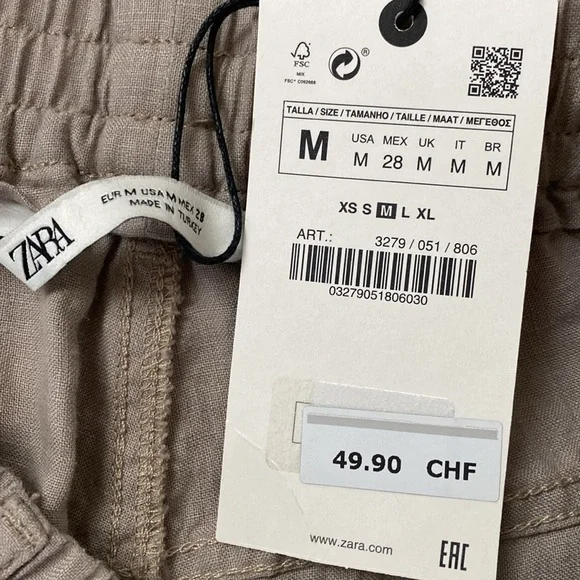 FSC
MIX
FSC® C092668
®
TALLA / SIZE / TAMANHO / TAILLE / MAAT / ΜΕΓΕΘΟΣ
M
USA MEX UK IT BR
M 28 M M M
XS S M L XL
ART.: 3279 / 051 / 806
03279051806030
49.90 CHF
www.zara.com
EAC
ZARA
EUR M USA M MEX 28
MADE IN TURKEY